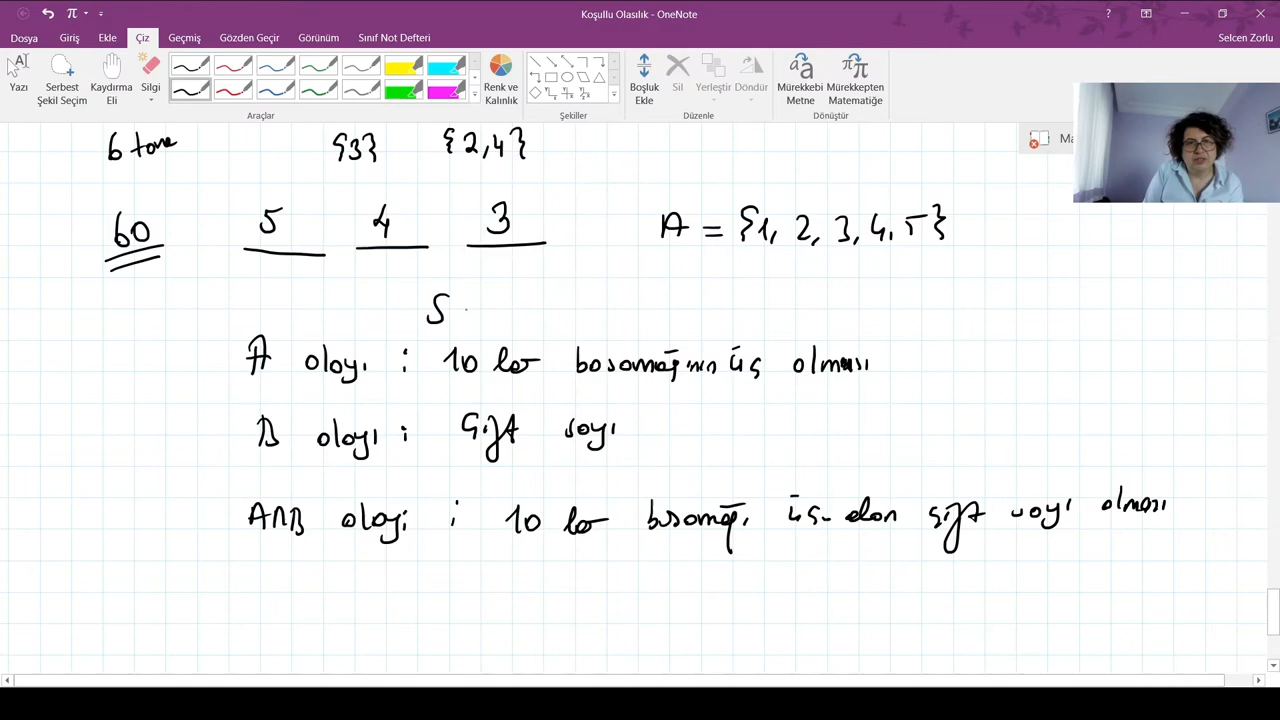 Koşullu Olasılık - OneNote
Dosya Giriş Ekle Çiz Geçmiş Gözden Geçir Görünüm Sınıf Not Defteri Selcen Zorlu
Yazı Serbest Şekil Seçim Kaydırma Eli Silgi Renk ve Kalınlık Boşluk Ekle Sil Yerleştir Döndür Mürekkebi Metne Mürekkepten Matematiğe
Araçlar Şekiller Düzenle Dönüştür
6 tane {3} {2,4}
Ma
60 5 4 3 A = {1, 2, 3, 4, 5}
S
A olayı : 10 lar basamağının üç olması
B olayı : Çift sayı
A∩B olayı : 10 lar basamağı üç olan çift sayı olması